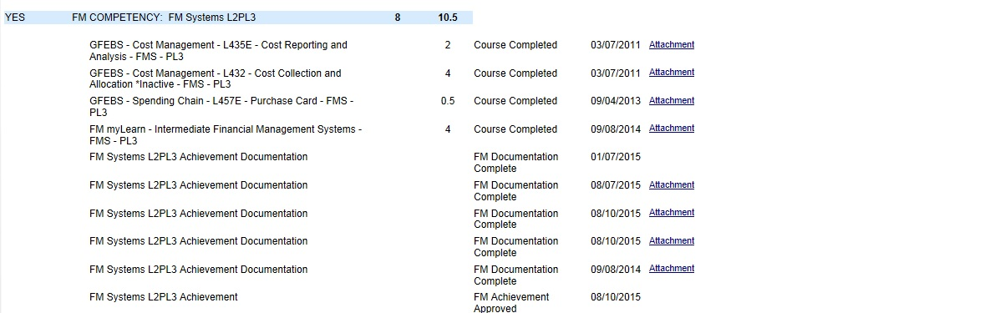 YES FM COMPETENCY: FM Systems L2PL3 8 10.5
GFEBS - Cost Management - L435E - Cost Reporting and 2 Course Completed 03/07/2011 Attachment
Analysis - FMS - PL3
GFEBS - Cost Management - L432 - Cost Collection and 4 Course Completed 03/07/2011 Attachment
Allocation *Inactive - FMS - PL3
GFEBS - Spending Chain - L457E - Purchase Card - FMS - 0.5 Course Completed 09/04/2013 Attachment
PL3
FM myLearn - Intermediate Financial Management Systems - 4 Course Completed 09/08/2014 Attachment
FMS - PL3
FM Systems L2PL3 Achievement Documentation FM Documentation 01/07/2015
Complete
FM Systems L2PL3 Achievement Documentation FM Documentation 08/07/2015 Attachment
Complete
FM Systems L2PL3 Achievement Documentation FM Documentation 08/10/2015 Attachment
Complete
FM Systems L2PL3 Achievement Documentation FM Documentation 08/10/2015 Attachment
Complete
FM Systems L2PL3 Achievement Documentation FM Documentation 09/08/2014 Attachment
Complete
FM Systems L2PL3 Achievement FM Achievement 08/10/2015
Approved